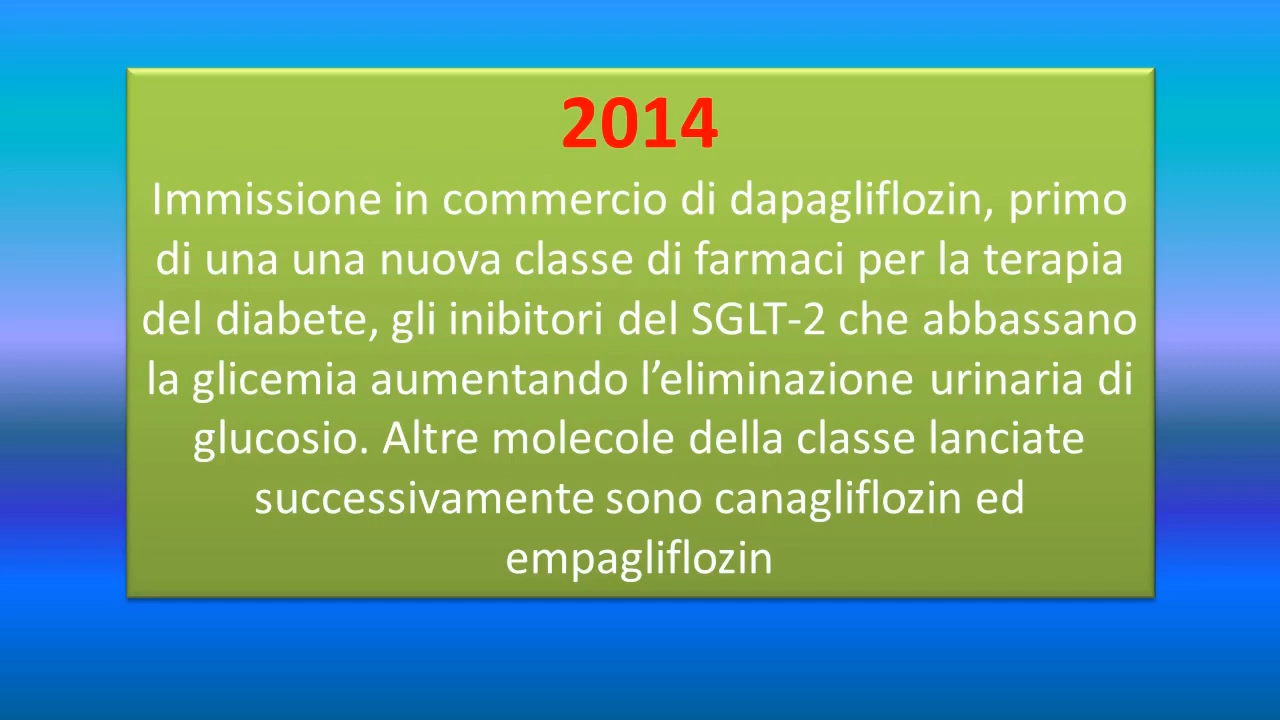 2014
Immissione in commercio di dapagliflozin, primo
di una una nuova classe di farmaci per la terapia
del diabete, gli inibitori del SGLT-2 che abbassano
la glicemia aumentando l’eliminazione urinaria di
glucosio. Altre molecole della classe lanciate
successivamente sono canagliflozin ed
empagliflozin